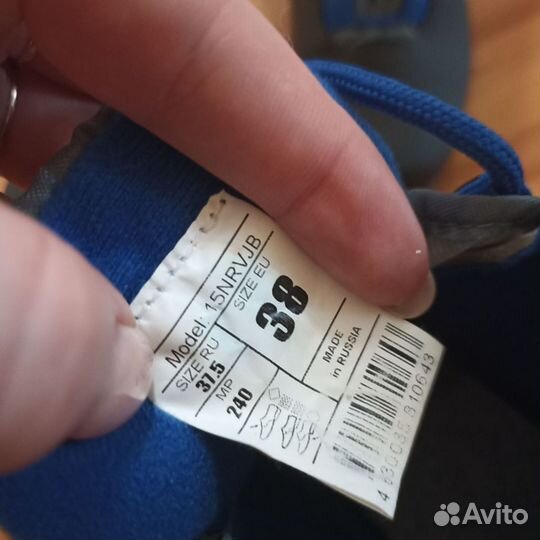 Model: 15NRVJB
SIZE RU
37.5
MP
240
SIZE EU
38
MADE
in RUSSIA
Avito